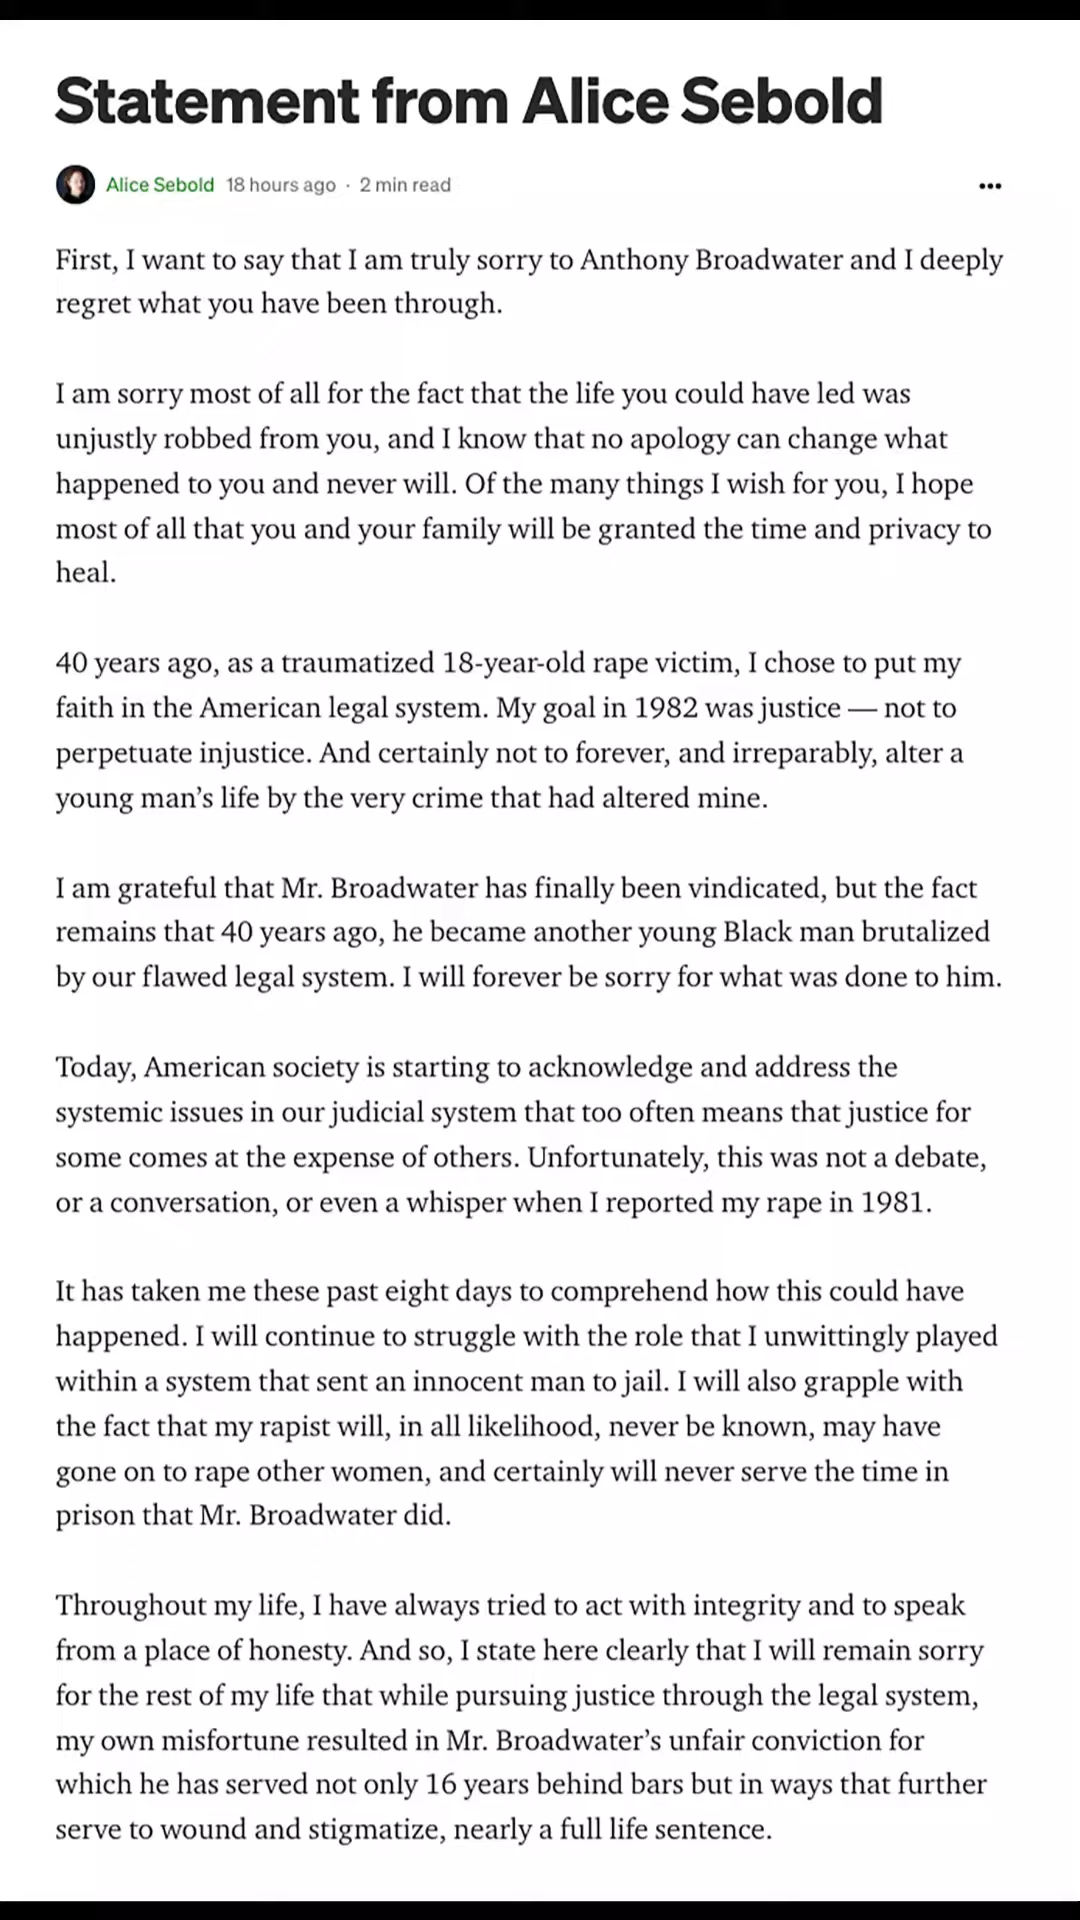 Statement from Alice Sebold
Alice Sebold 18 hours ago · 2 min read
First, I want to say that I am truly sorry to Anthony Broadwater and I deeply
regret what you have been through.
I am sorry most of all for the fact that the life you could have led was
unjustly robbed from you, and I know that no apology can change what
happened to you and never will. Of the many things I wish for you, I hope
most of all that you and your family will be granted the time and privacy to
heal.
40 years ago, as a traumatized 18-year-old rape victim, I chose to put my
faith in the American legal system. My goal in 1982 was justice — not to
perpetuate injustice. And certainly not to forever, and irreparably, alter a
young man’s life by the very crime that had altered mine.
I am grateful that Mr. Broadwater has finally been vindicated, but the fact
remains that 40 years ago, he became another young Black man brutalized
by our flawed legal system. I will forever be sorry for what was done to him.
Today, American society is starting to acknowledge and address the
systemic issues in our judicial system that too often means that justice for
some comes at the expense of others. Unfortunately, this was not a debate,
or a conversation, or even a whisper when I reported my rape in 1981.
It has taken me these past eight days to comprehend how this could have
happened. I will continue to struggle with the role that I unwittingly played
within a system that sent an innocent man to jail. I will also grapple with
the fact that my rapist will, in all likelihood, never be known, may have
gone on to rape other women, and certainly will never serve the time in
prison that Mr. Broadwater did.
Throughout my life, I have always tried to act with integrity and to speak
from a place of honesty. And so, I state here clearly that I will remain sorry
for the rest of my life that while pursuing justice through the legal system,
my own misfortune resulted in Mr. Broadwater’s unfair conviction for
which he has served not only 16 years behind bars but in ways that further
serve to wound and stigmatize, nearly a full life sentence.